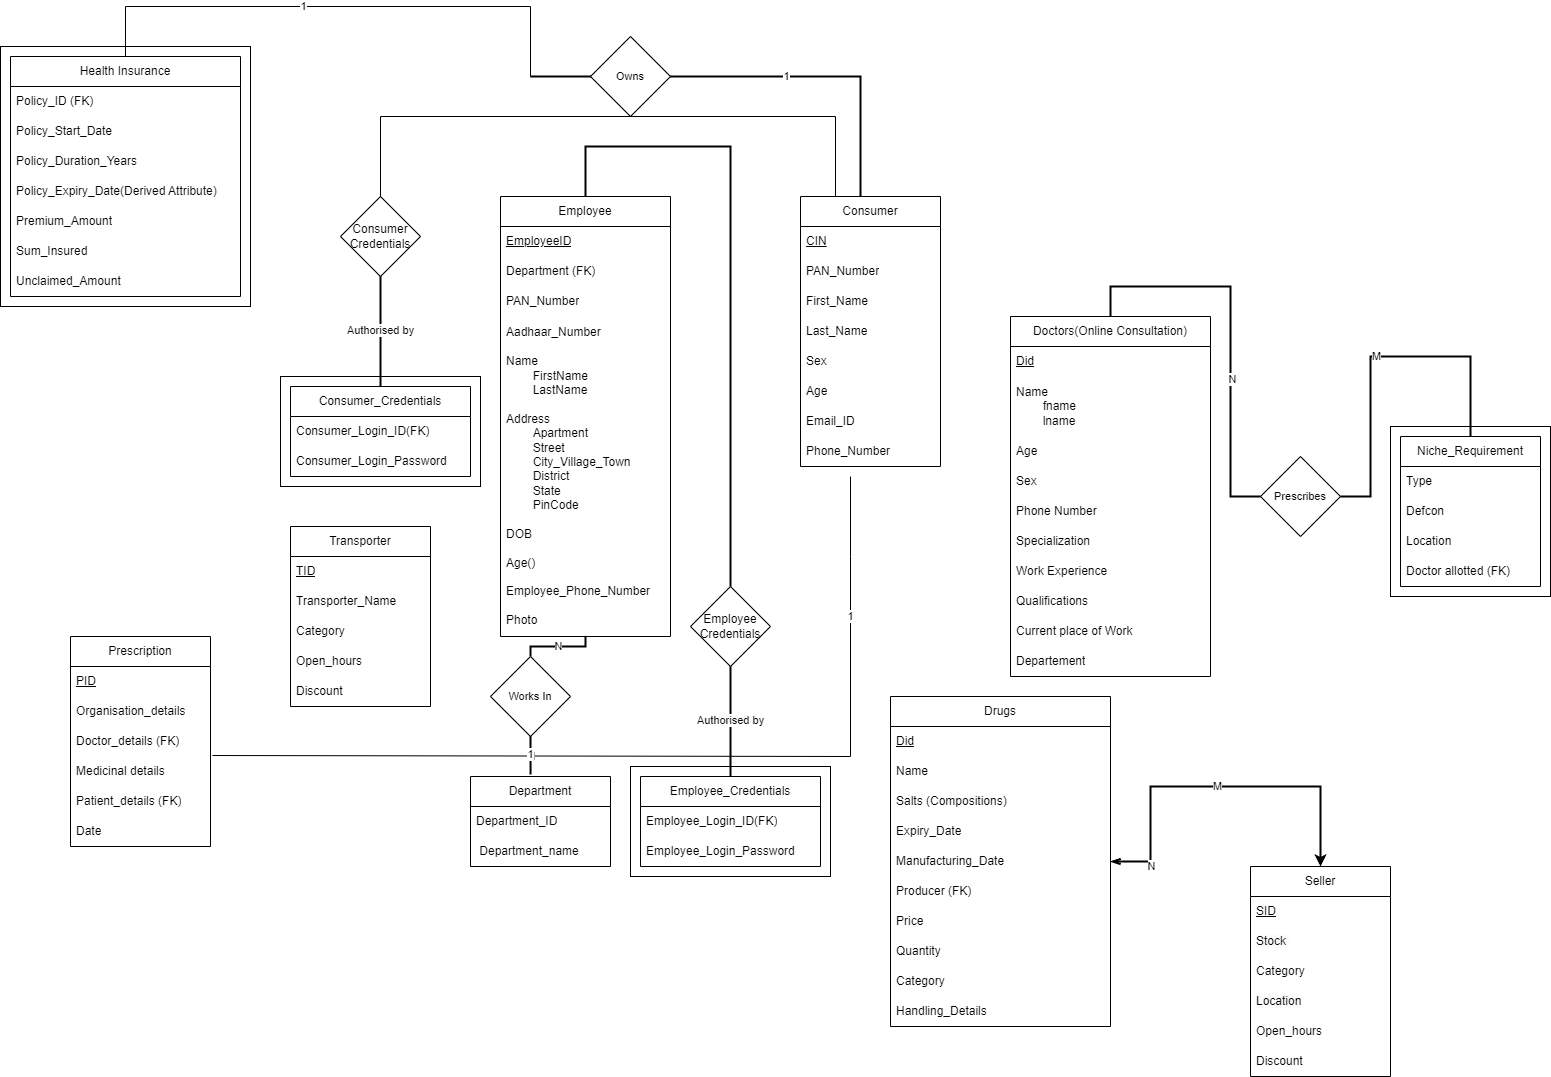 1
Owns
1
Health Insurance
Policy_ID (FK)
Policy_Start_Date
Policy_Duration_Years
Policy_Expiry_Date(Derived Attribute)
Premium_Amount
Sum_Insured
Unclaimed_Amount
Consumer
Credentials
Authorised by
Consumer_Credentials
Consumer_Login_ID(FK)
Consumer_Login_Password
Employee
EmployeeID
Department (FK)
PAN_Number
Aadhaar_Number
Name
FirstName
LastName
Address
Apartment
Street
City_Village_Town
District
State
PinCode
DOB
Age()
Employee_Phone_Number
Photo
Consumer
CIN
PAN_Number
First_Name
Last_Name
Sex
Age
Email_ID
Phone_Number
Doctors(Online Consultation)
Did
Name
fname
lname
Age
Sex
Phone Number
Specialization
Work Experience
Qualifications
Current place of Work
Departement
N
M
Prescribes
Niche_Requirement
Type
Defcon
Location
Doctor allotted (FK)
Transporter
TID
Transporter_Name
Category
Open_hours
Discount
Prescription
PID
Organisation_details
Doctor_details (FK)
Medicinal details
Patient_details (FK)
Date
N
Works In
1
Department
Department_ID
Department_name
Employee
Credentials
Authorised by
Employee_Credentials
Employee_Login_ID(FK)
Employee_Login_Password
1
Drugs
Did
Name
Salts (Compositions)
Expiry_Date
Manufacturing_Date
Producer (FK)
Price
Quantity
Category
Handling_Details
M
N
Seller
SID
Stock
Category
Location
Open_hours
Discount